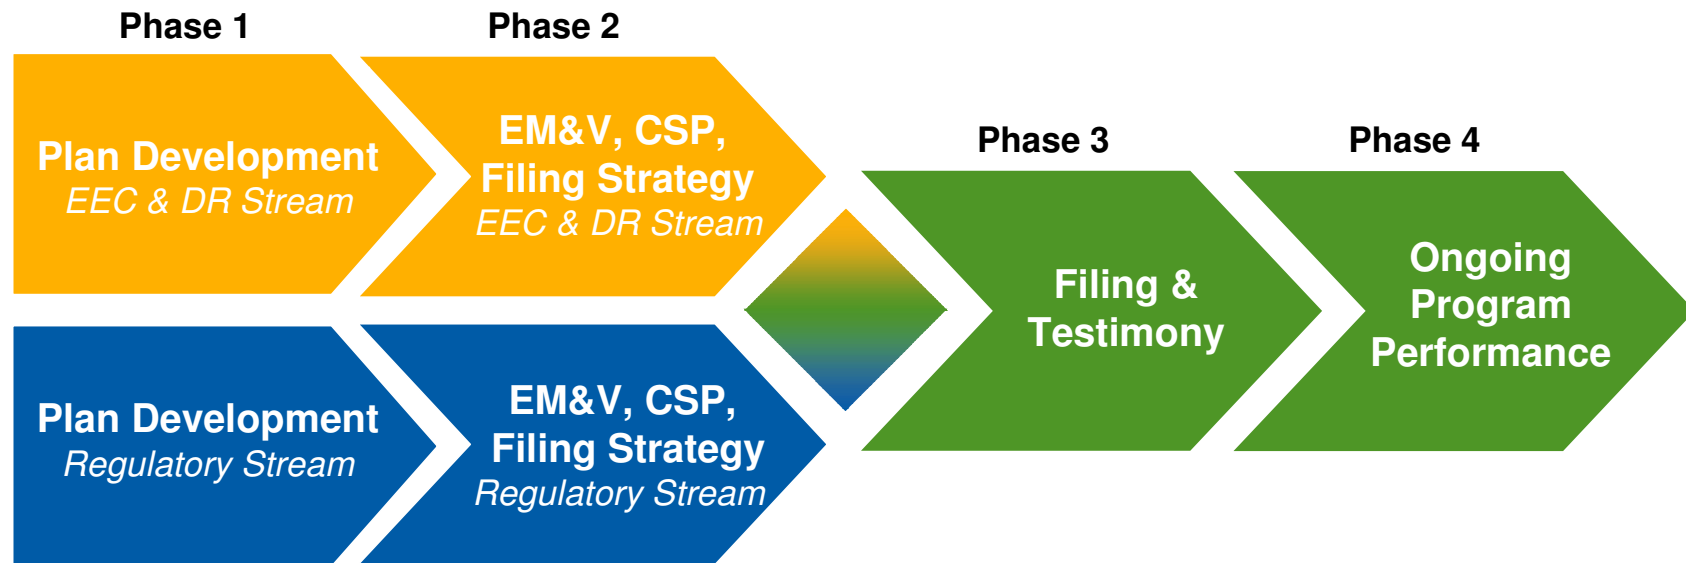 Phase 1
Phase 2
Plan Development
EEC & DR Stream
EM&V, CSP,
Filing Strategy
EEC & DR Stream
Plan Development
Regulatory Stream
EM&V, CSP,
Filing Strategy
Regulatory Stream
Phase 3
Phase 4
Filing &
Testimony
Ongoing
Program
Performance